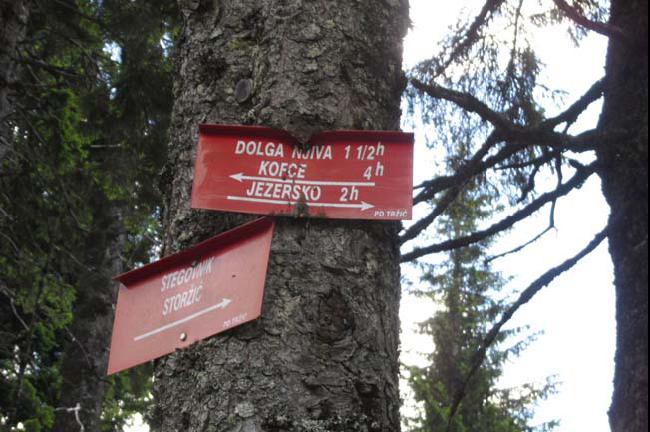 DOLGA NJIVA 1 1/2h
KOFCE 4h
JEZERSKO 2h
PD TRŽIČ
STEGOVNIK
STORŽIČ
PD TRŽIČ